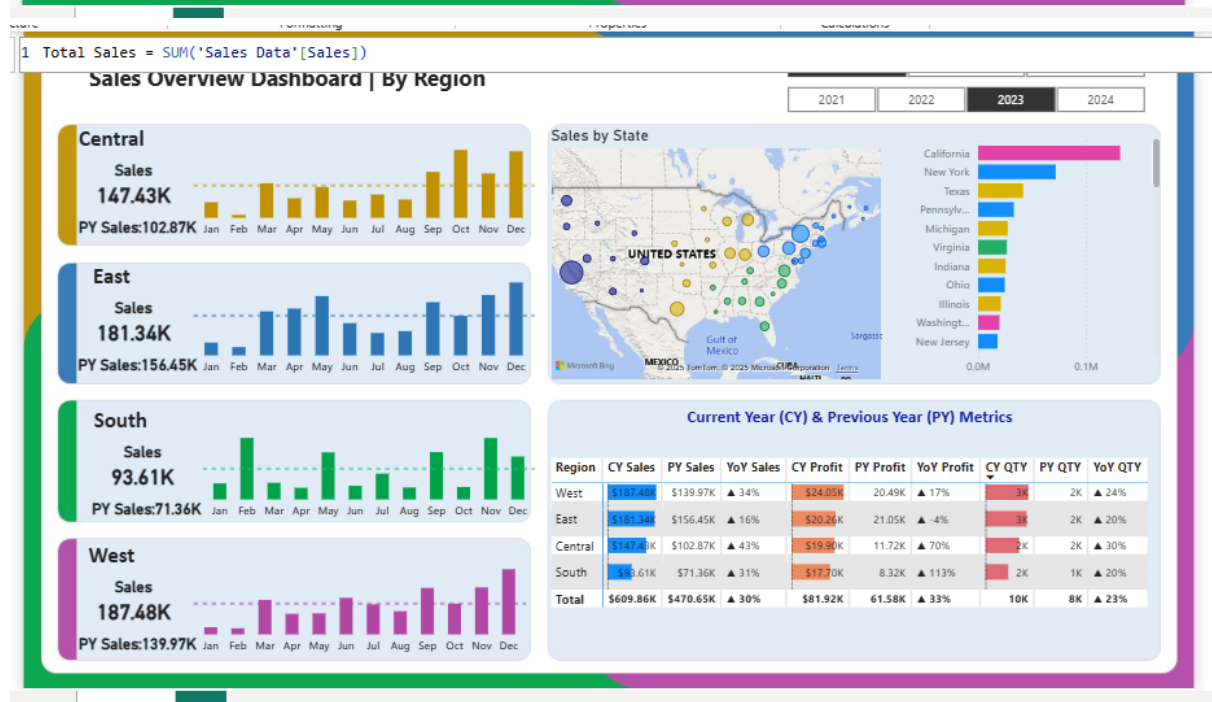 Formatting
Properties
Calculations
1 Total Sales = SUM('Sales Data'[Sales])
Sales Overview Dashboard | By Region
2021 2022 2023 2024
Central
Sales
147.43K
PY Sales:102.87K
Jan Feb Mar Apr May Jun Jul Aug Sep Oct Nov Dec
East
Sales
181.34K
PY Sales:156.45K
Jan Feb Mar Apr May Jun Jul Aug Sep Oct Nov Dec
South
Sales
93.61K
PY Sales:71.36K
Jan Feb Mar Apr May Jun Jul Aug Sep Oct Nov Dec
West
Sales
187.48K
PY Sales:139.97K
Jan Feb Mar Apr May Jun Jul Aug Sep Oct Nov Dec
Sales by State
UNITED STATES
Gulf of
Mexico
MEXICO
CUBA
HAITI
Microsoft Bing
© 2025 TomTom, © 2025 Microsoft Corporation Terms
California
New York
Texas
Pennsylv...
Michigan
Virginia
Indiana
Ohio
Illinois
Washingt...
New Jersey
0.0M 0.1M
Current Year (CY) & Previous Year (PY) Metrics
Region CY Sales PY Sales YoY Sales CY Profit PY Profit YoY Profit CY QTY PY QTY YoY QTY
West $187.48K $139.97K ▲ 34% $24.05K 20.49K ▲ 17% 3K 2K ▲ 24%
East $181.34K $156.45K ▲ 16% $20.26K 21.05K ▲ -4% 3K 2K ▲ 20%
Central $147.43K $102.87K ▲ 43% $19.90K 11.72K ▲ 70% 2K 2K ▲ 30%
South $93.61K $71.36K ▲ 31% $17.70K 8.32K ▲ 113% 2K 1K ▲ 20%
Total $609.86K $470.65K ▲ 30% $81.92K 61.58K ▲ 33% 10K 8K ▲ 23%